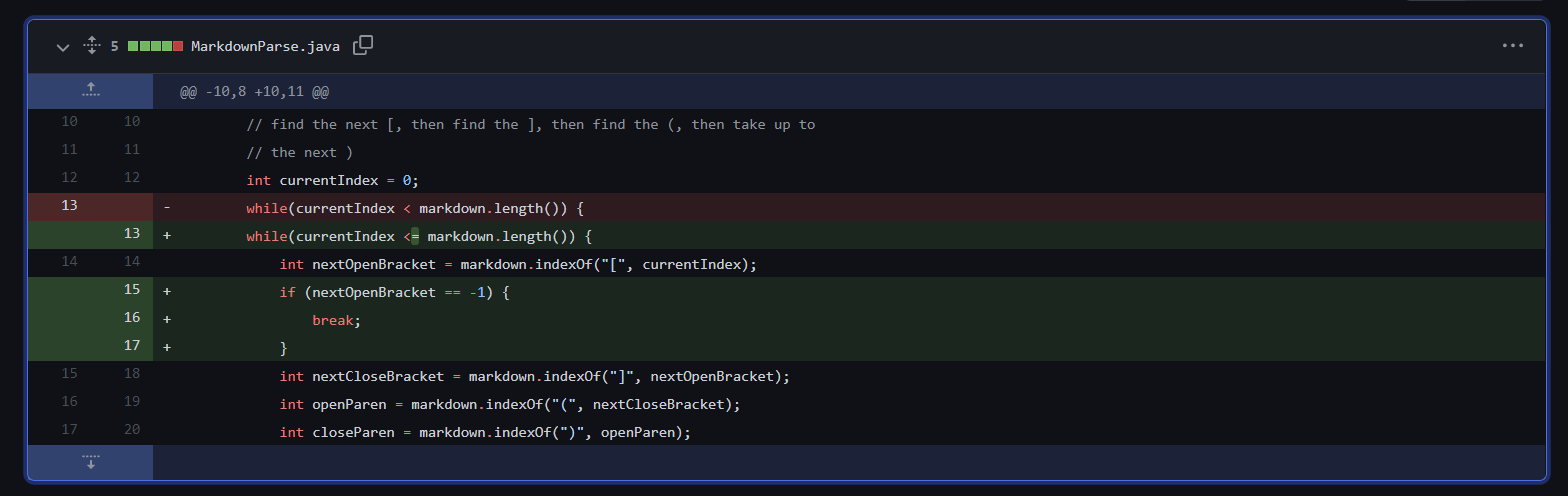 5 MarkdownParse.java
@@ -10,8 +10,11 @@
10 10 // find the next [, then find the ], then find the (, then take up to
11 11 // the next )
12 12 int currentIndex = 0;
13 - while(currentIndex < markdown.length()) {
13 + while(currentIndex <= markdown.length()) {
14 14 int nextOpenBracket = markdown.indexOf("[", currentIndex);
15 + if (nextOpenBracket == -1) {
16 + break;
17 + }
15 18 int nextCloseBracket = markdown.indexOf("]", nextOpenBracket);
16 19 int openParen = markdown.indexOf("(", nextCloseBracket);
17 20 int closeParen = markdown.indexOf(")", openParen);